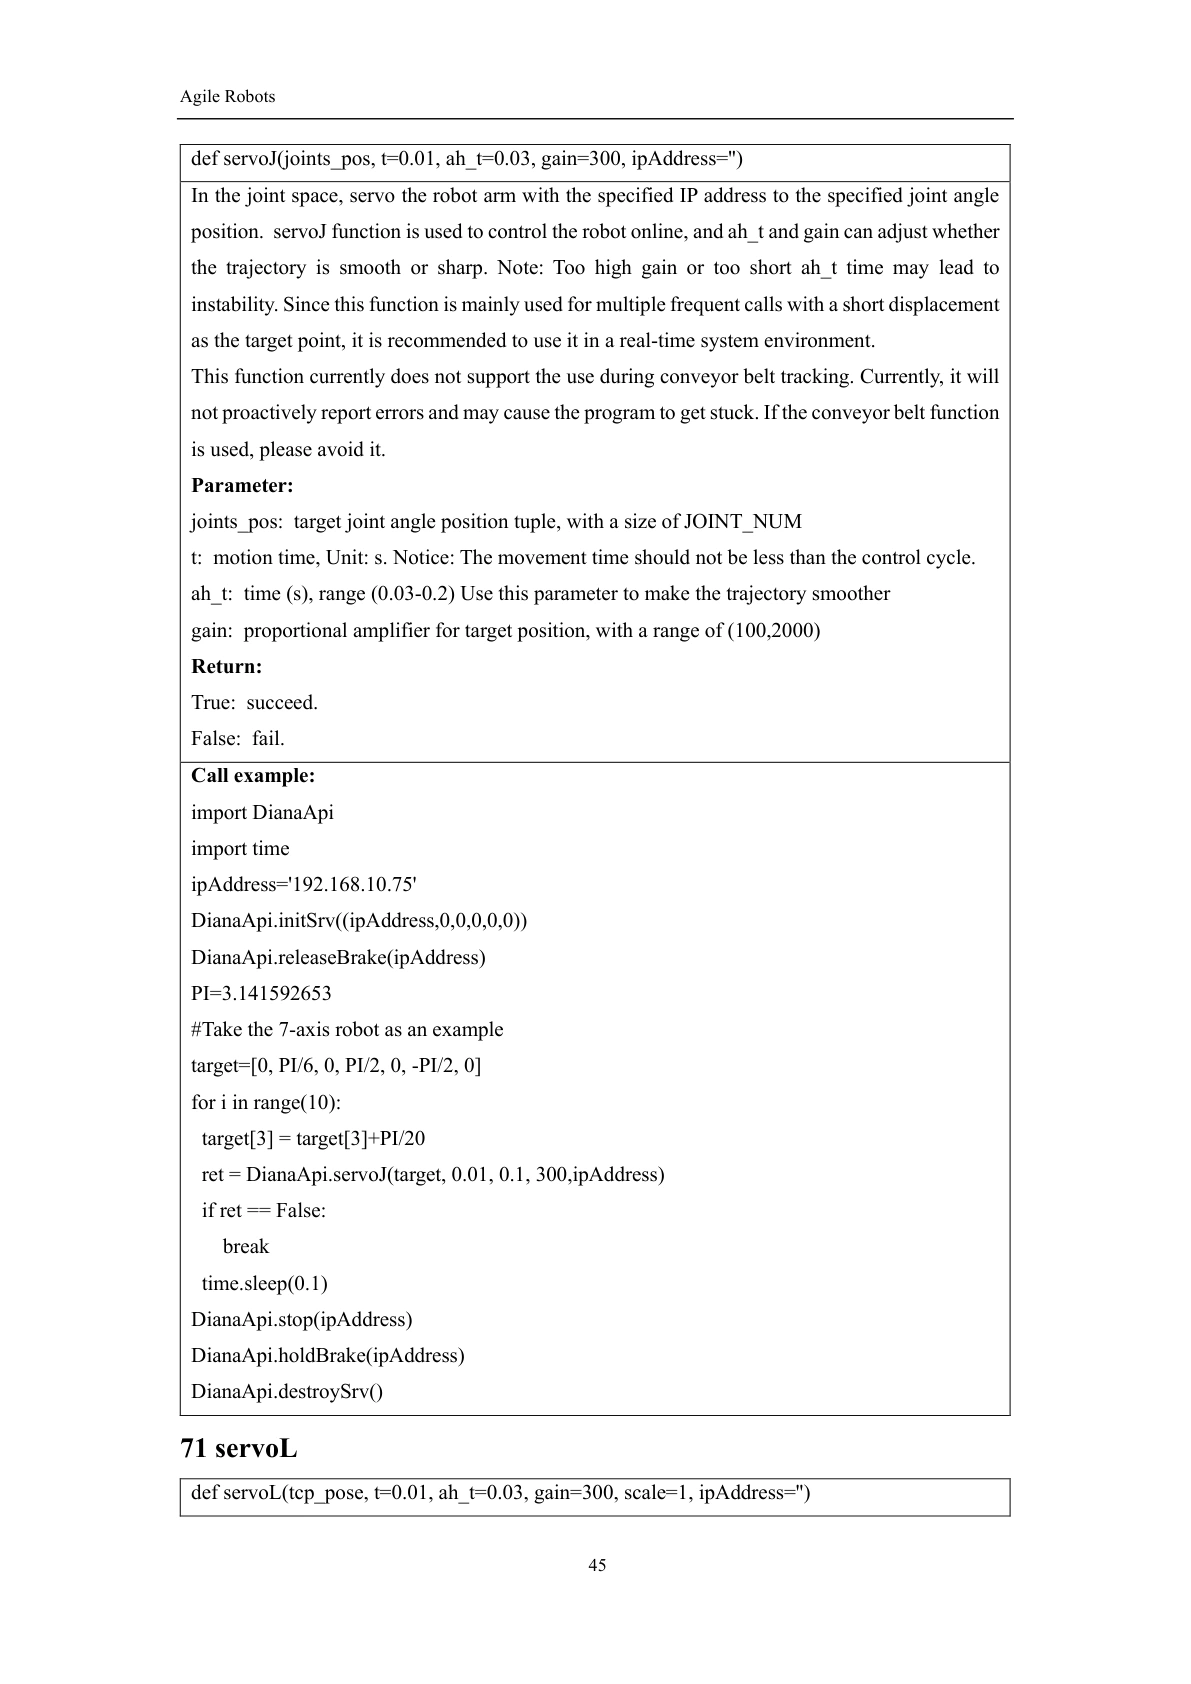 Agile Robots
def servoJ(joints_pos, t=0.01, ah_t=0.03, gain=300, ipAddress='')
In the joint space, servo the robot arm with the specified IP address to the specified joint angle
position.  servoJ function is used to control the robot online, and ah_t and gain can adjust whether
the trajectory is smooth or sharp. Note: Too high gain or too short ah_t time may lead to
instability. Since this function is mainly used for multiple frequent calls with a short displacement
as the target point, it is recommended to use it in a real-time system environment.
This function currently does not support the use during conveyor belt tracking. Currently, it will
not proactively report errors and may cause the program to get stuck. If the conveyor belt function
is used, please avoid it.
Parameter:
joints_pos:  target joint angle position tuple, with a size of JOINT_NUM
t:  motion time, Unit: s. Notice: The movement time should not be less than the control cycle.
ah_t:  time (s), range (0.03-0.2) Use this parameter to make the trajectory smoother
gain:  proportional amplifier for target position, with a range of (100,2000)
Return:
True:  succeed.
False:  fail.
Call example:
import DianaApi
import time
ipAddress='192.168.10.75'
DianaApi.initSrv((ipAddress,0,0,0,0,0))
DianaApi.releaseBrake(ipAddress)
PI=3.141592653
#Take the 7-axis robot as an example
target=[0, PI/6, 0, PI/2, 0, -PI/2, 0]
for i in range(10):
  target[3] = target[3]+PI/20
  ret = DianaApi.servoJ(target, 0.01, 0.1, 300,ipAddress)
  if ret == False:
    break
  time.sleep(0.1)
DianaApi.stop(ipAddress)
DianaApi.holdBrake(ipAddress)
DianaApi.destroySrv()
71 servoL
def servoL(tcp_pose, t=0.01, ah_t=0.03, gain=300, scale=1, ipAddress='')
45